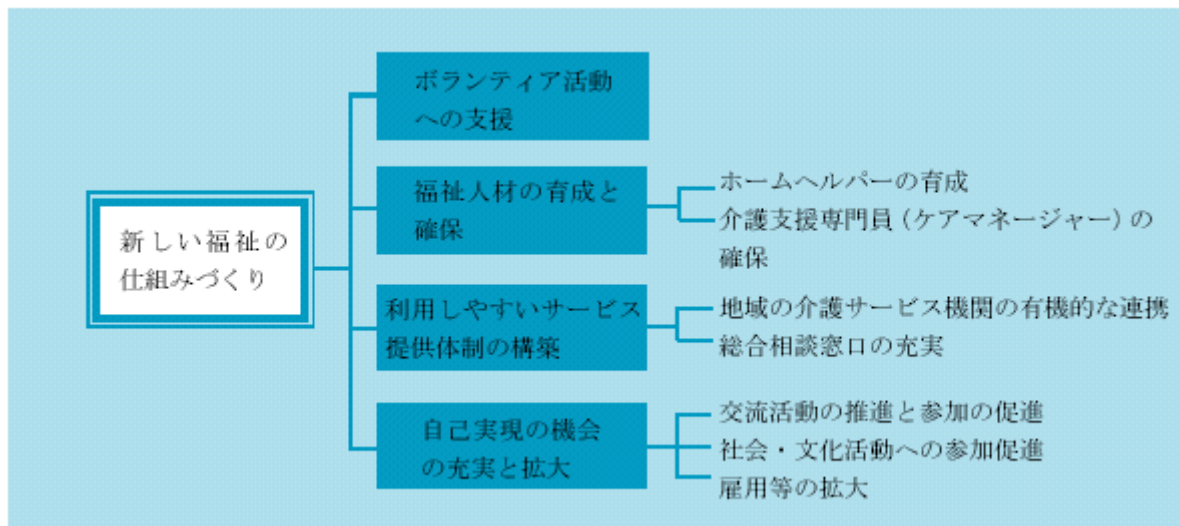 新しい福祉の
仕組みづくり
ボランティア活動
への支援
福祉人材の育成と
確保
ホームヘルパーの育成
介護支援専門員（ケアマネージャー）の
確保
利用しやすいサービス
提供体制の構築
地域の介護サービス機関の有機的な連携
総合相談窓口の充実
自己実現の機会
の充実と拡大
交流活動の推進と参加の促進
社会・文化活動への参加促進
雇用等の拡大